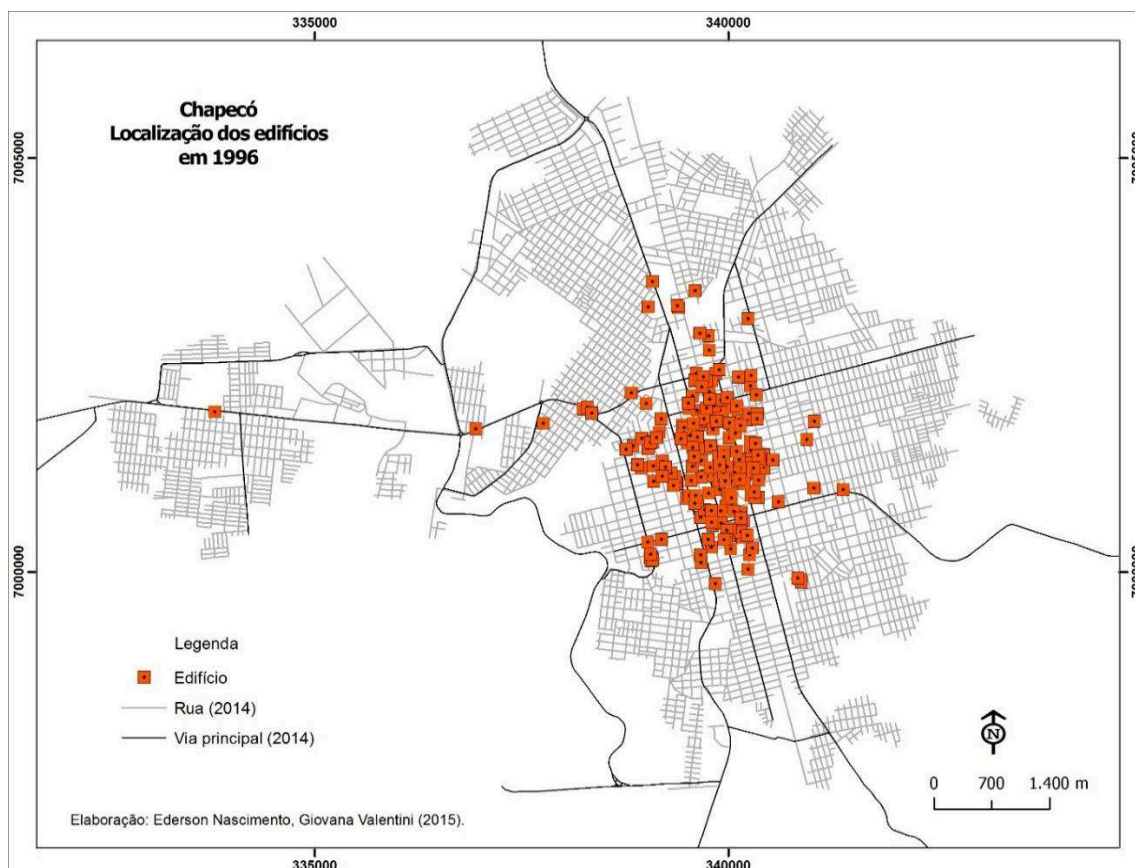 335000
340000
Chapecó
Localização dos edifícios
em 1996
7005000
7005000
7000000
7000000
Legenda
Edifício
Rua (2014)
Via principal (2014)
N
0 700 1.400 m
Elaboração: Ederson Nascimento, Giovana Valentini (2015).
335000
340000